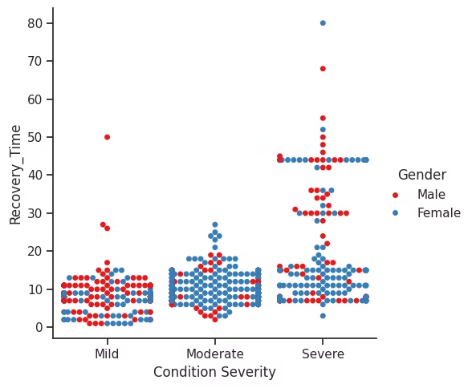 80
70
60
50
40
30
20
10
0
Recovery_Time
Mild
Moderate
Severe
Condition Severity
Gender
Male
Female